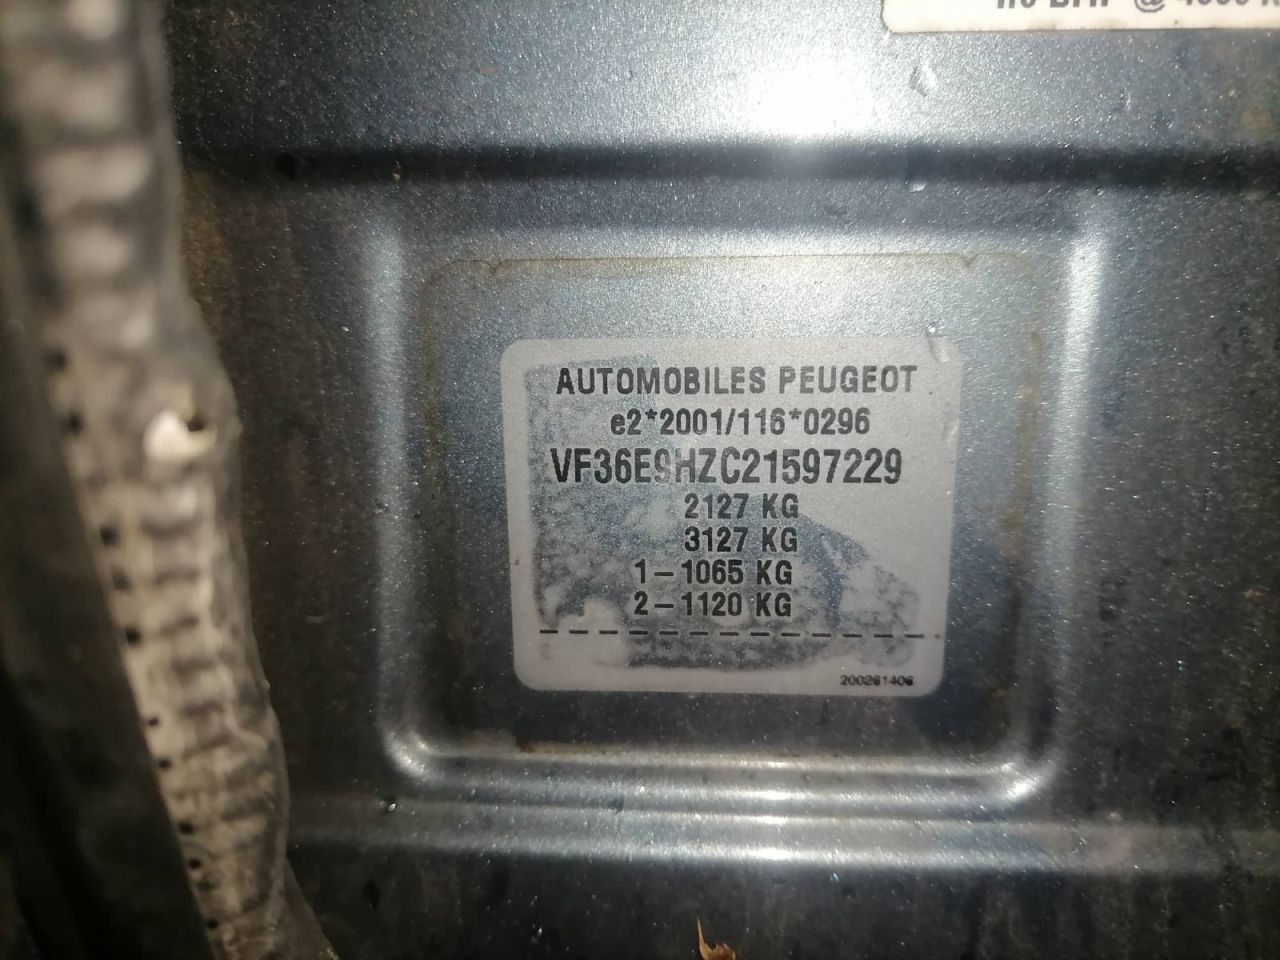 AUTOMOBILES PEUGEOT
e2*2001/116*0296
VF36E9HZC21597229
2127 KG
3127 KG
1-1065 KG
2-1120 KG
200261406